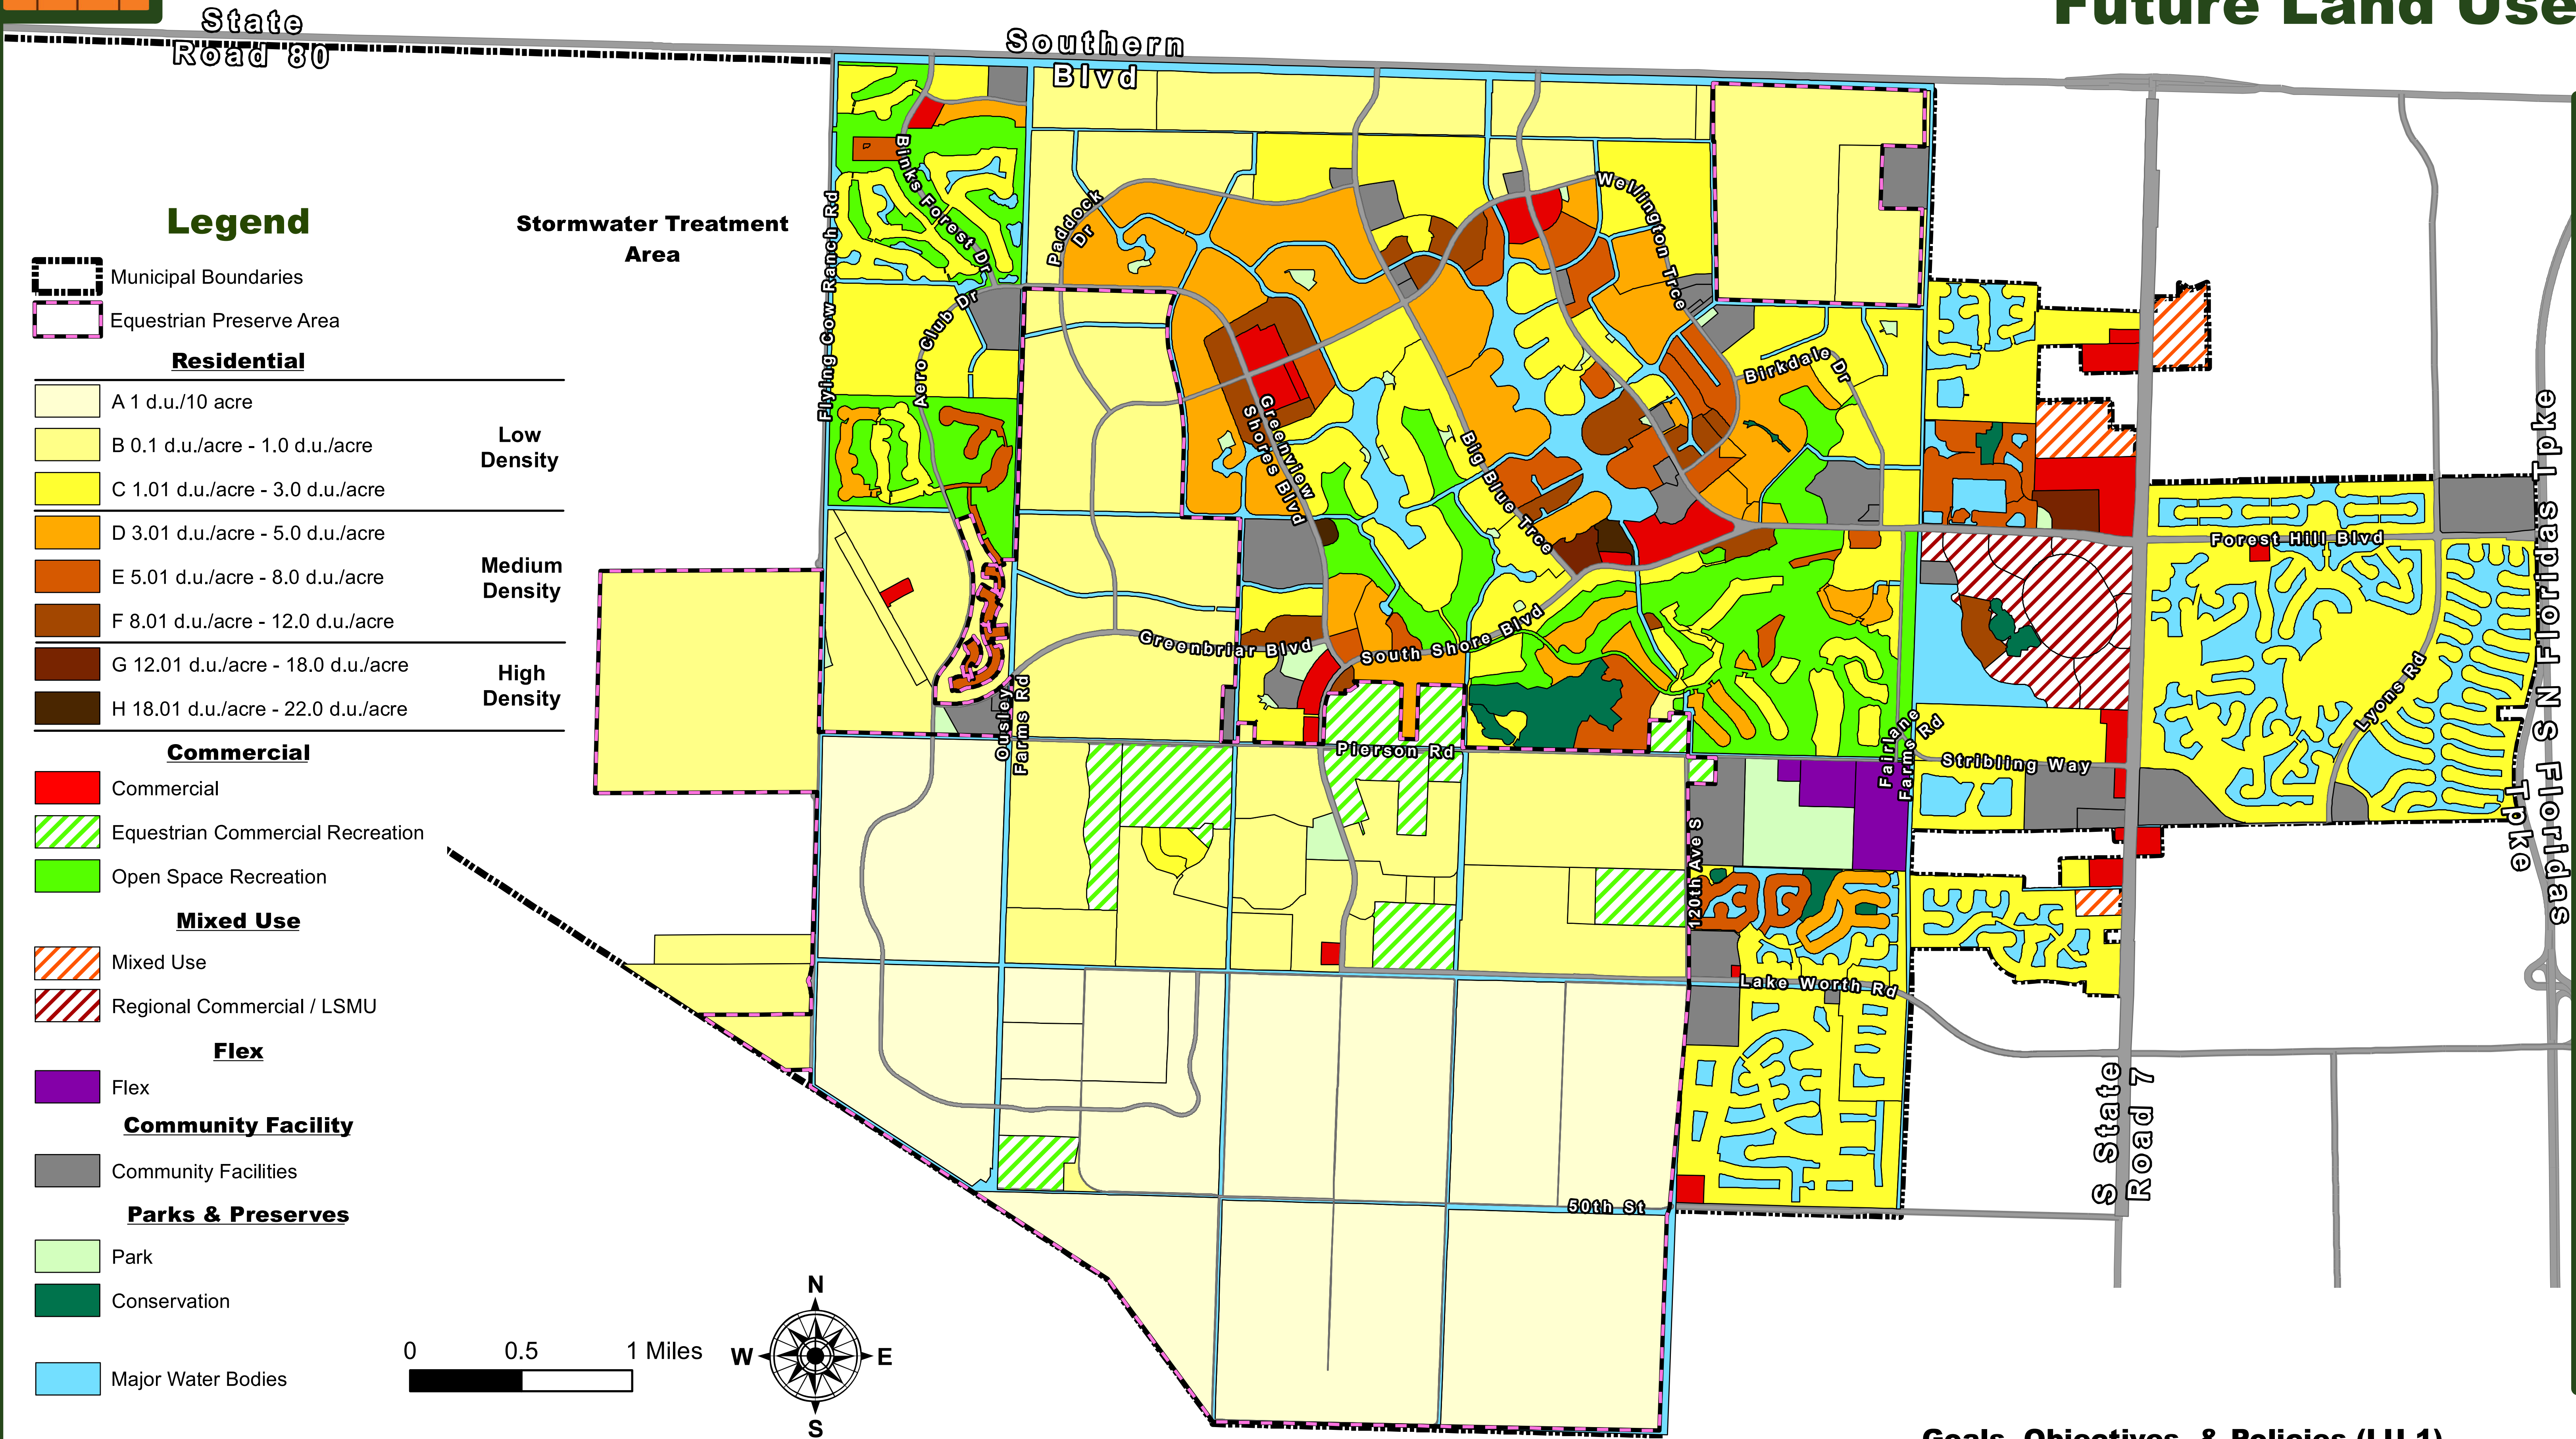 Future Land Use
State
Road 80
Southern
Blvd
Legend
Municipal Boundaries
Equestrian Preserve Area
Residential
A 1 d.u./10 acre
B 0.1 d.u./acre - 1.0 d.u./acre
C 1.01 d.u./acre - 3.0 d.u./acre
Low
Density
D 3.01 d.u./acre - 5.0 d.u./acre
E 5.01 d.u./acre - 8.0 d.u./acre
F 8.01 d.u./acre - 12.0 d.u./acre
Medium
Density
G 12.01 d.u./acre - 18.0 d.u./acre
H 18.01 d.u./acre - 22.0 d.u./acre
High
Density
Commercial
Commercial
Equestrian Commercial Recreation
Open Space Recreation
Mixed Use
Mixed Use
Regional Commercial / LSMU
Flex
Flex
Community Facility
Community Facilities
Parks & Preserves
Park
Conservation
Major Water Bodies
0 0.5 1 Miles
N
W E
S
Stormwater Treatment
Area
Flying Cow Ranch Rd
Binks Forest Dr
Aero Club Dr
Paddock
Dr
Wellington Trce
Birkdale Dr
Greenview
Shores Blvd
Big Blue Trce
Greenbriar Blvd
South Shore Blvd
Ousley
Farms Rd
Pierson Rd
Fairlane
Farms Rd
Stribling Way
Forest Hill Blvd
Lyons Rd
120th Ave S
Lake Worth Rd
50th St
S State
Road 7
N S Floridas Tpke
S Floridas
Tpke
Goals, Objectives, & Policies (LU 1)